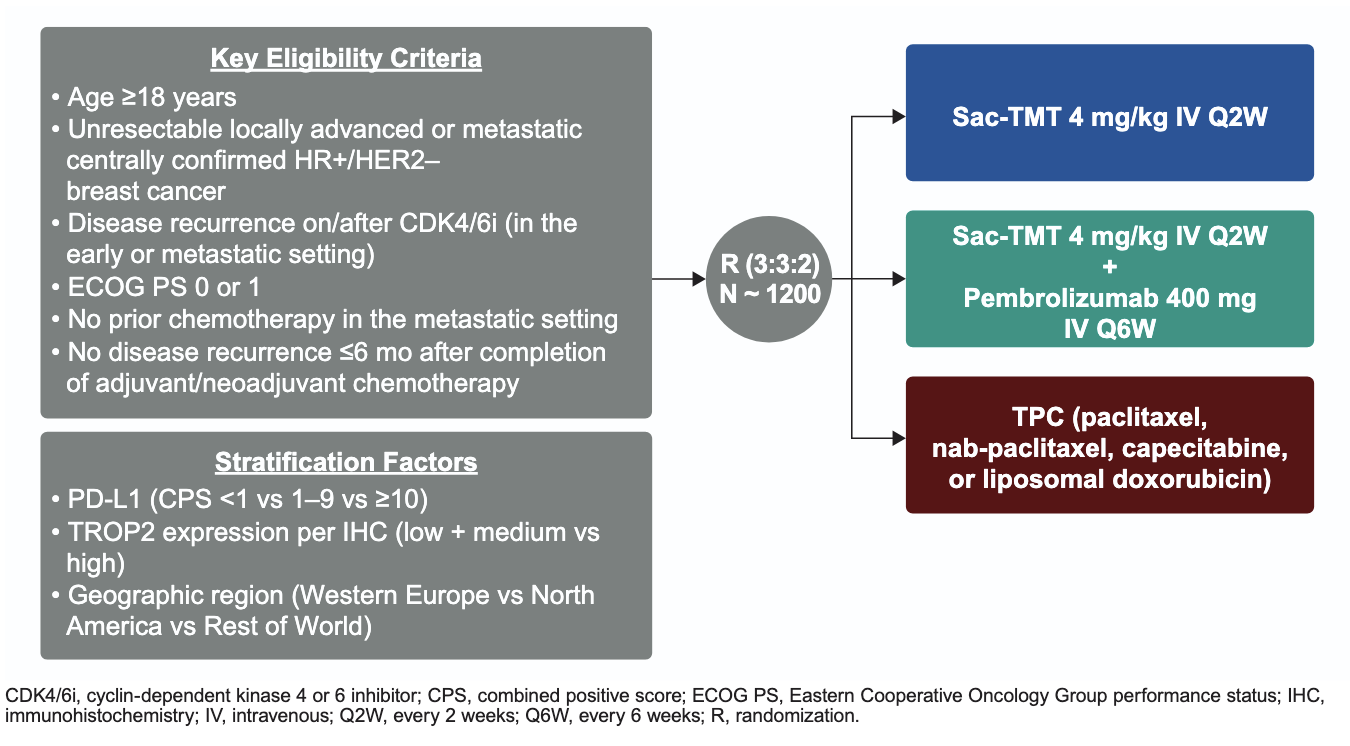 Key Eligibility Criteria
• Age ≥18 years
• Unresectable locally advanced or metastatic
centrally confirmed HR+/HER2–
breast cancer
• Disease recurrence on/after CDK4/6i (in the
early or metastatic setting)
• ECOG PS 0 or 1
• No prior chemotherapy in the metastatic setting
• No disease recurrence ≤6 mo after completion
of adjuvant/neoadjuvant chemotherapy
Stratification Factors
• PD-L1 (CPS <1 vs 1–9 vs ≥10)
• TROP2 expression per IHC (low + medium vs
high)
• Geographic region (Western Europe vs North
America vs Rest of World)
R (3:3:2)
N ~ 1200
Sac-TMT 4 mg/kg IV Q2W
Sac-TMT 4 mg/kg IV Q2W
+
Pembrolizumab 400 mg
IV Q6W
TPC (paclitaxel,
nab-paclitaxel, capecitabine,
or liposomal doxorubicin)
CDK4/6i, cyclin-dependent kinase 4 or 6 inhibitor; CPS, combined positive score; ECOG PS, Eastern Cooperative Oncology Group performance status; IHC,
immunohistochemistry; IV, intravenous; Q2W, every 2 weeks; Q6W, every 6 weeks; R, randomization.